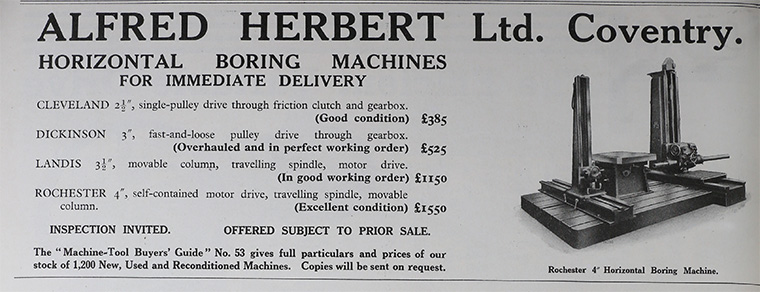 ALFRED HERBERT Ltd. Coventry.
HORIZONTAL BORING MACHINES
FOR IMMEDIATE DELIVERY
CLEVELAND 2½", single-pulley drive through friction clutch and gearbox.
(Good condition) £385
DICKINSON 3", fast-and-loose pulley drive through gearbox.
(Overhauled and in perfect working order) £525
LANDIS 3½", movable column, travelling spindle, motor drive.
(In good working order) £1150
ROCHESTER 4", self-contained motor drive, travelling spindle, movable
column. (Excellent condition) £1550
INSPECTION INVITED. OFFERED SUBJECT TO PRIOR SALE.
The "Machine-Tool Buyers' Guide" No. 53 gives full particulars and prices of our
stock of 1,200 New, Used and Reconditioned Machines. Copies will be sent on request.
Rochester 4" Horizontal Boring Machine.